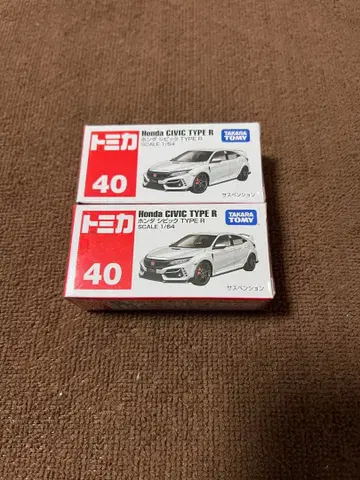 トミカ
40
Honda CIVIC TYPE R
ホンダ シビック TYPE R
SCALE 1/64
TAKARA
TOMY
サスペンション
トミカ
40
Honda CIVIC TYPE R
ホンダ シビック TYPE R
SCALE 1/64
TAKARA
TOMY
サスペンション